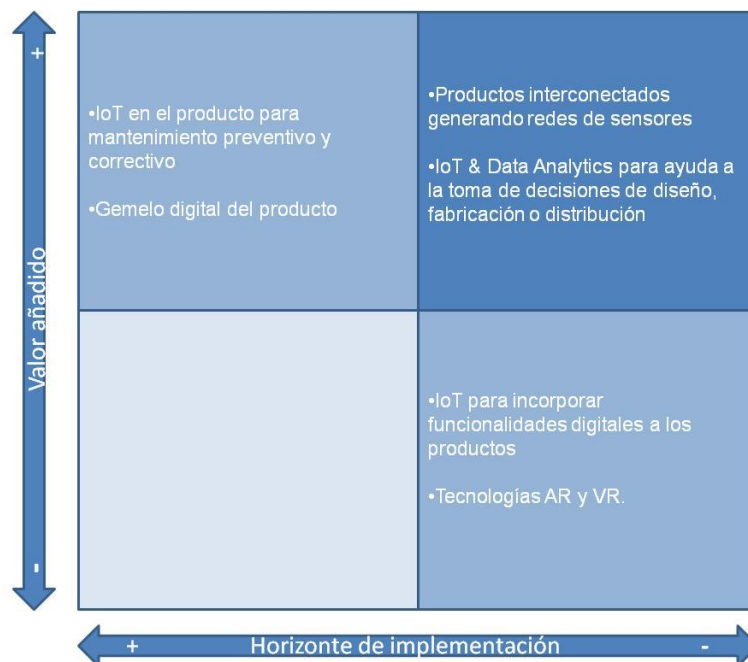 +
Valor añadido
-
•IoT en el producto para
mantenimiento preventivo y
correctivo
•Gemelo digital del producto
•Productos interconectados
generando redes de sensores
•IoT & Data Analytics para ayuda a
la toma de decisiones de diseño,
fabricación o distribución
•IoT para incorporar
funcionalidades digitales a los
productos
•Tecnologías AR y VR.
+ Horizonte de implementación -